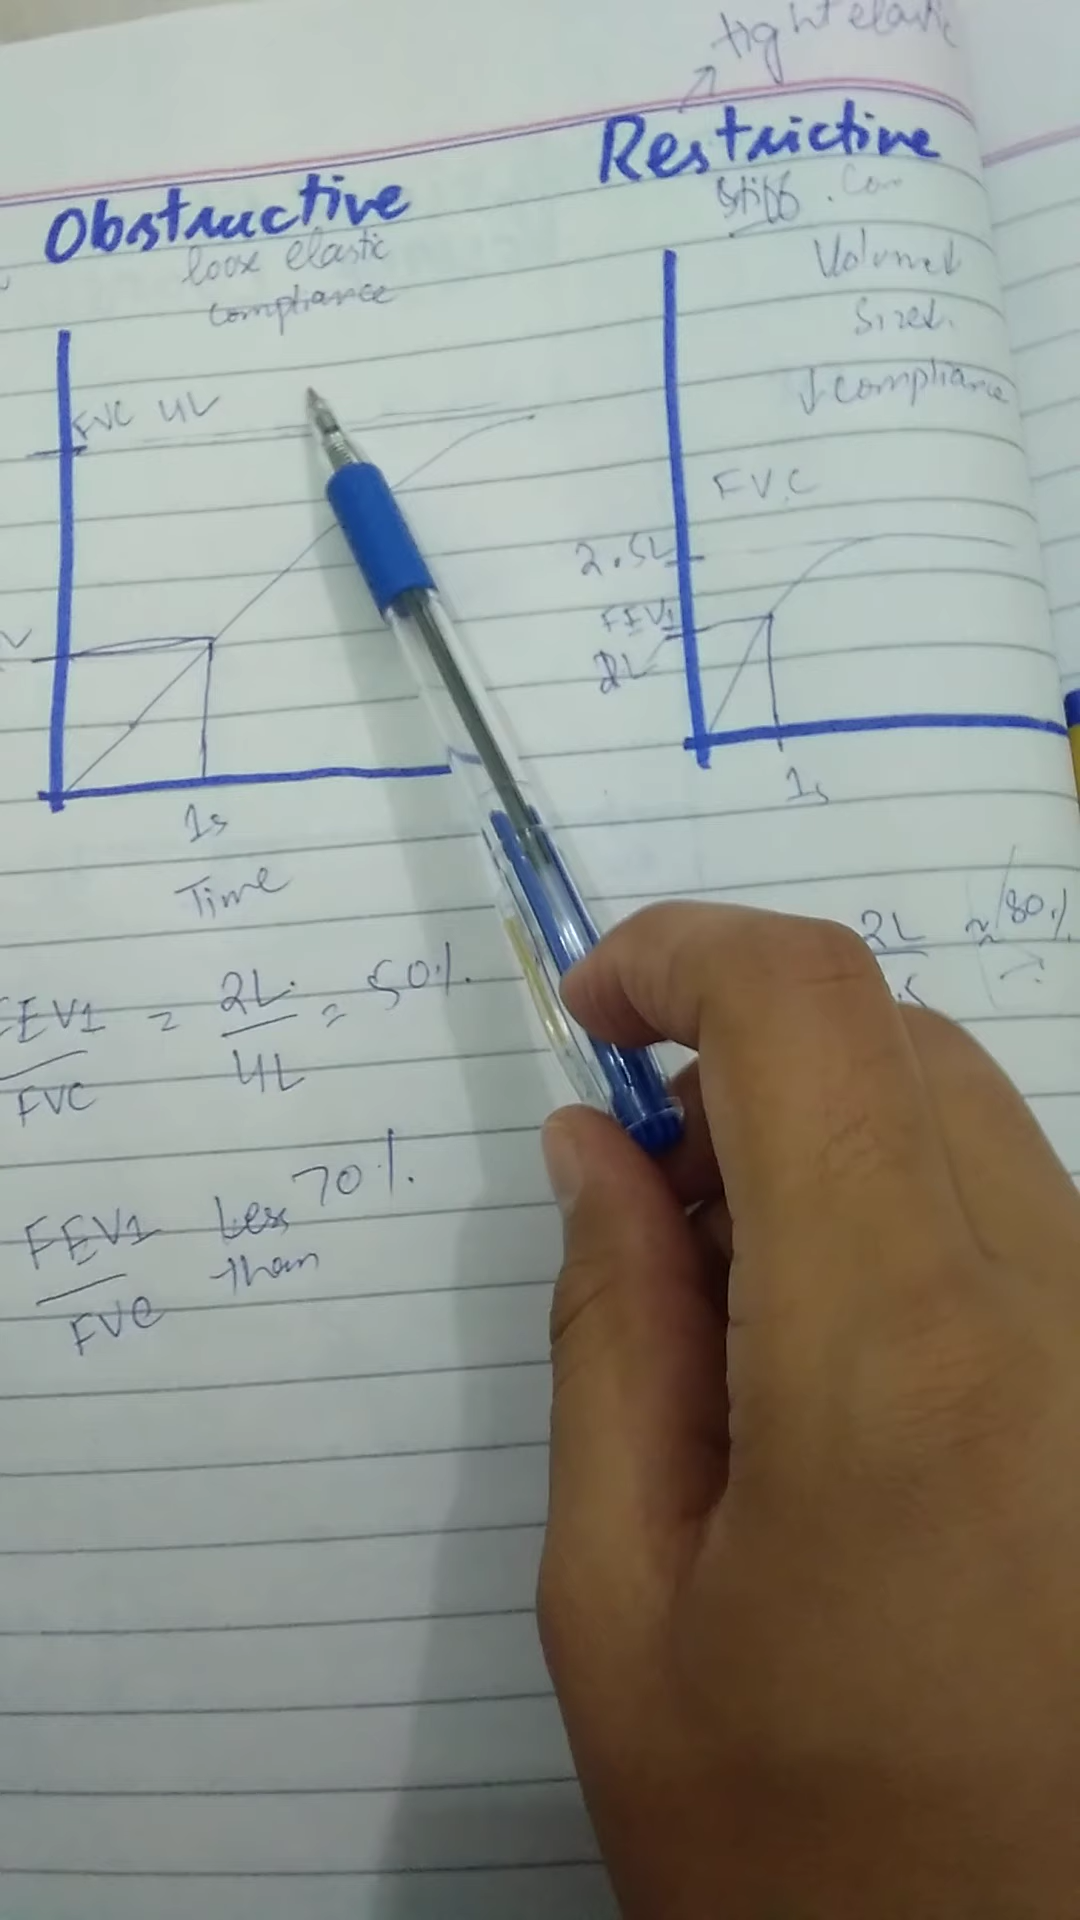 tight elastic
Obstructive
loose elastic
compliance
FVC 4L
1s
Time
FEV1 = 2L = 50%
FVC 4L
FEV1 Less than 70%
FVC
Restrictive
stiff.
Volume↓
Size↓
↓ compliance
FVC
2.5L
FEV1
2L
1s
2L ≈ 80%
.5